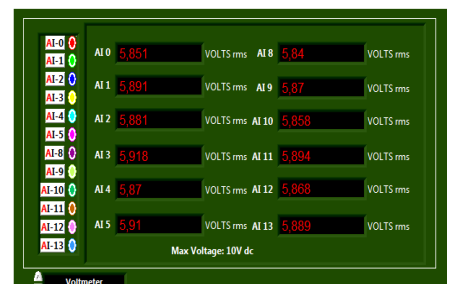 AI-0
AI-1
AI-2
AI-3
AI-4
AI-5
AI-8
AI-9
AI-10
AI-11
AI-12
AI-13
AI 0 5,851 VOLTS rms AI 8 5,84 VOLTS rms
AI 1 5,891 VOLTS rms AI 9 5,87 VOLTS rms
AI 2 5,881 VOLTS rms AI 10 5,858 VOLTS rms
AI 3 5,918 VOLTS rms AI 11 5,894 VOLTS rms
AI 4 5,87 VOLTS rms AI 12 5,868 VOLTS rms
AI 5 5,91 VOLTS rms AI 13 5,889 VOLTS rms
Max Voltage: 10V dc
Voltmeter